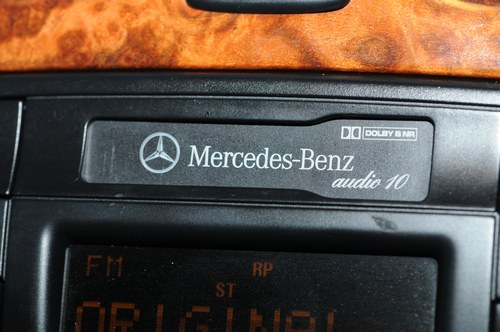 DOLBY B NR
Mercedes-Benz
audio 10
FM
RP
ST
ORIGINAL